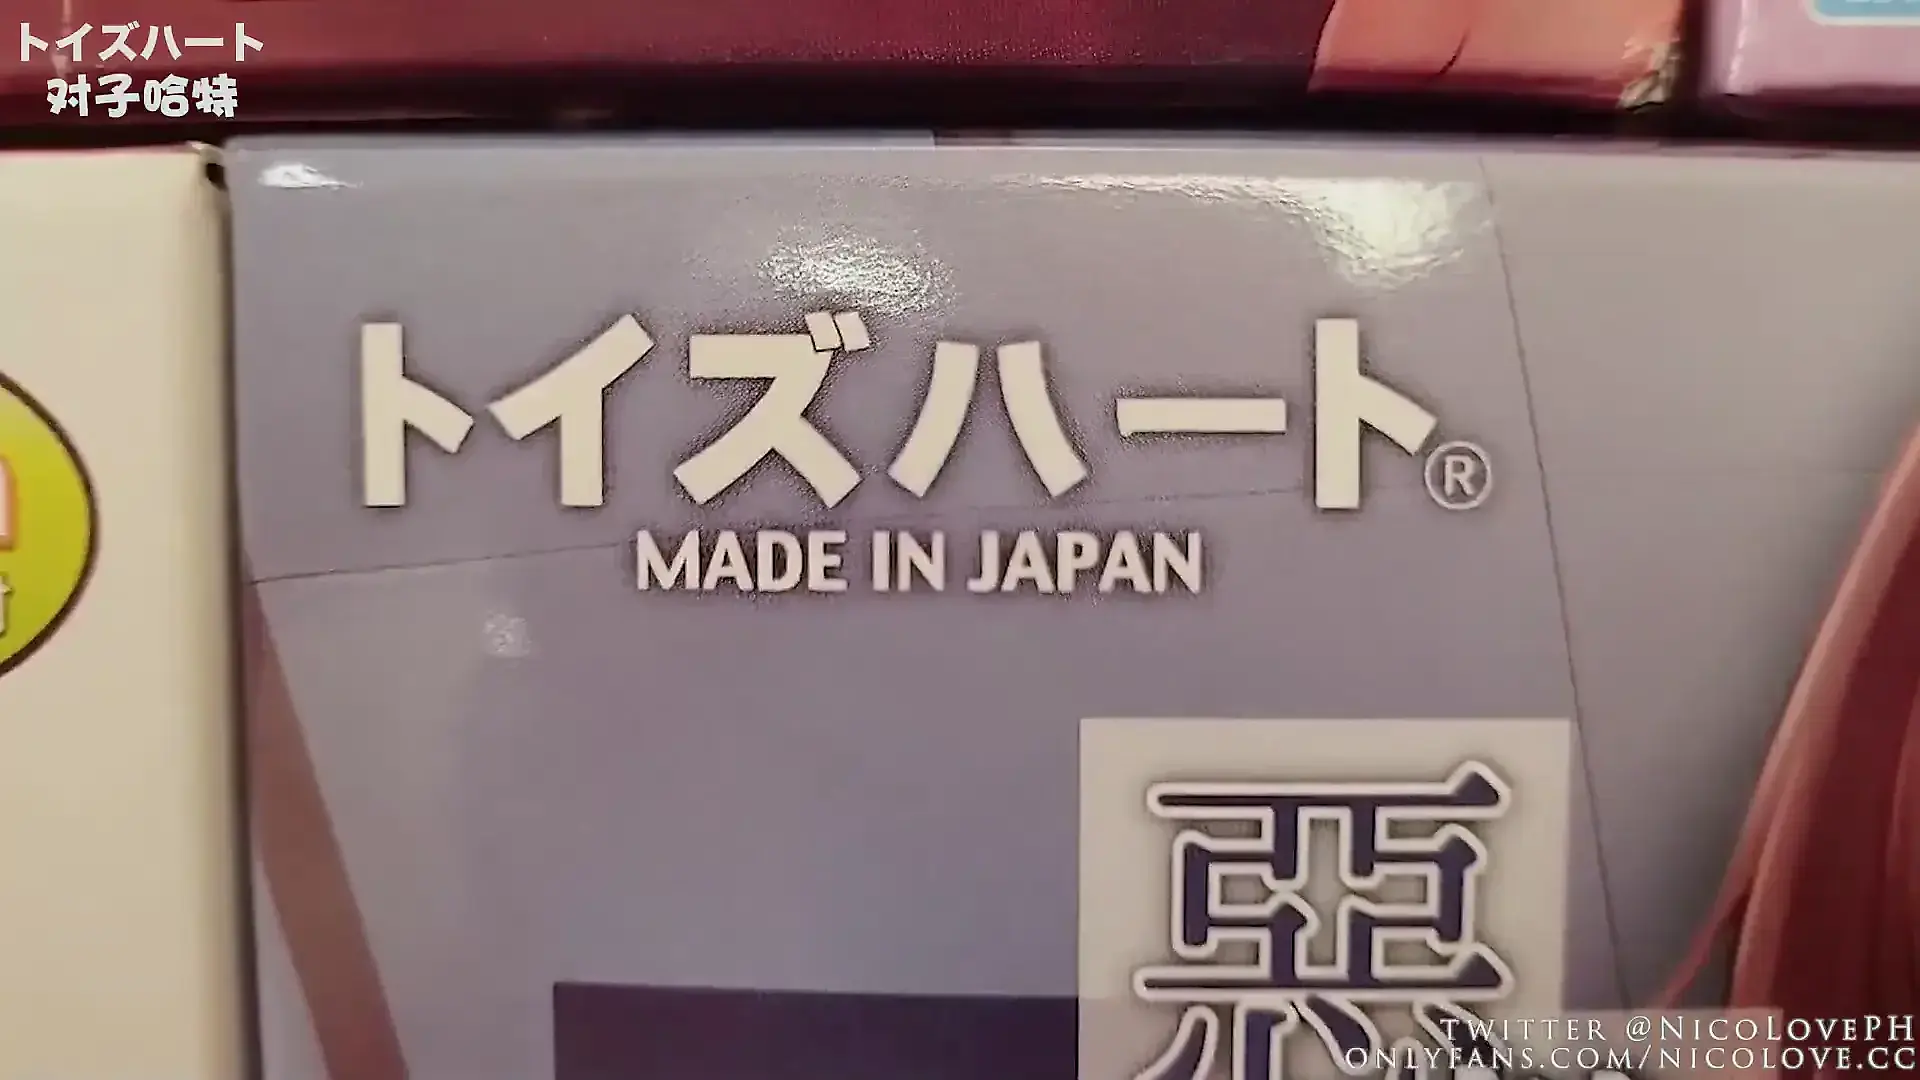 トイズハート
对子哈特
トイズハート®
MADE IN JAPAN
惡
TWITTER @NICOLOVEPH
ONLYFANS.COM/NICOLOVE.CC